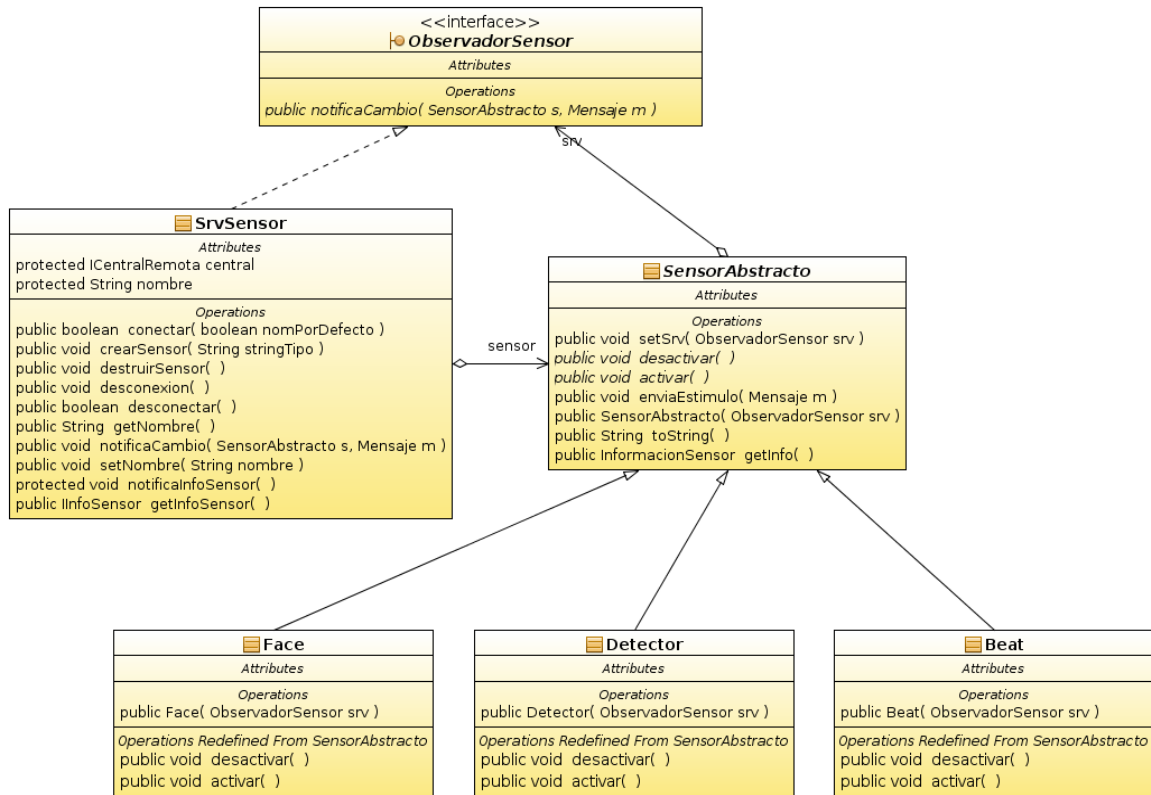 <<interface>>
ObservadorSensor
Attributes
Operations
public notificaCambio( SensorAbstracto s, Mensaje m )
srv
SrvSensor
Attributes
protected ICentralRemota central
protected String nombre
Operations
public boolean conectar( boolean nomPorDefecto )
public void crearSensor( String stringTipo )
public void destruirSensor( )
public void desconexion( )
public boolean desconectar( )
public String getNombre( )
public void notificaCambio( SensorAbstracto s, Mensaje m )
public void setNombre( String nombre )
protected void notificaInfoSensor( )
public IInfoSensor getInfoSensor( )
sensor
SensorAbstracto
Attributes
Operations
public void setSrv( ObservadorSensor srv )
public void desactivar( )
public void activar( )
public void enviaEstimulo( Mensaje m )
public SensorAbstracto( ObservadorSensor srv )
public String toString( )
public InformacionSensor getInfo( )
Face
Attributes
Operations
public Face( ObservadorSensor srv )
Operations Redefined From SensorAbstracto
public void desactivar( )
public void activar( )
Detector
Attributes
Operations
public Detector( ObservadorSensor srv )
Operations Redefined From SensorAbstracto
public void desactivar( )
public void activar( )
Beat
Attributes
Operations
public Beat( ObservadorSensor srv )
Operations Redefined From SensorAbstracto
public void desactivar( )
public void activar( )